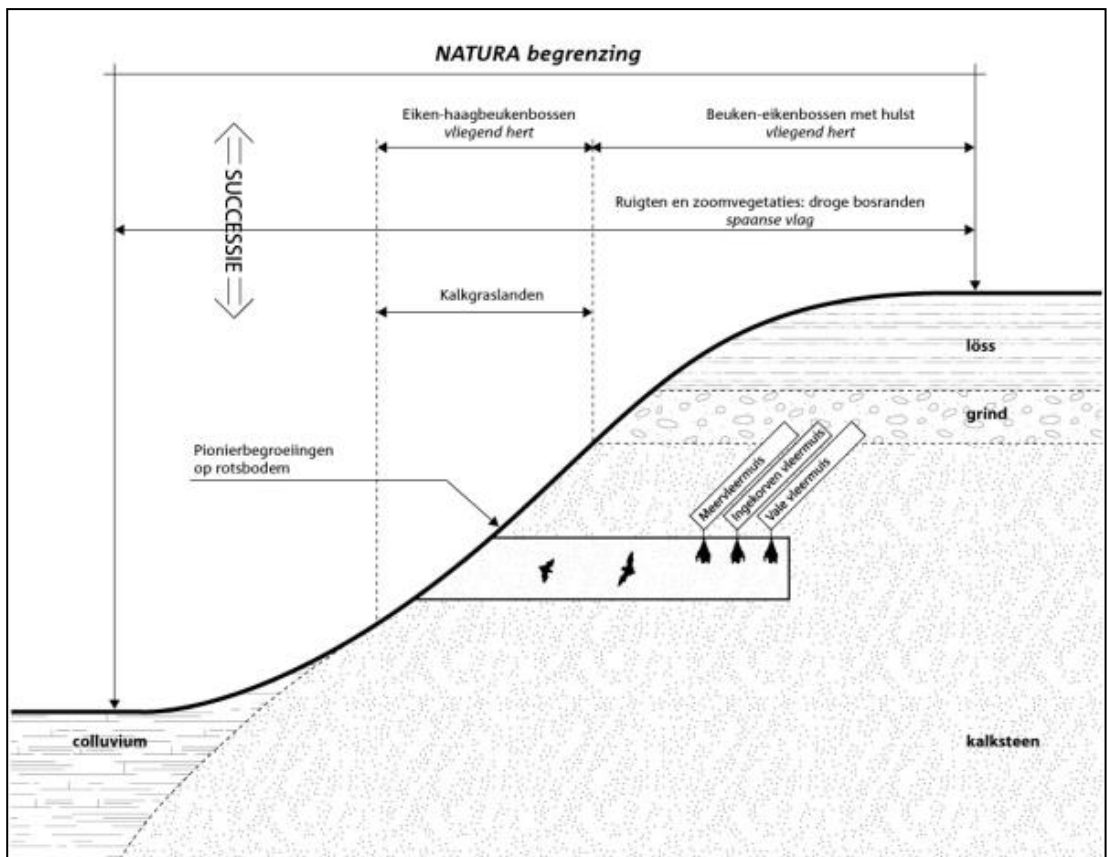 NATURA begrenzing
Eiken-haagbeukenbossen
vliegend hert
Beuken-eikenbossen met hulst
vliegend hert
SUCCESSIE
Ruigten en zoomvegetaties: droge bosranden
spaanse vlag
Kalkgraslanden
löss
grind
Pionierbegroeiingen
op rotsbodem
Meervleermuis
Ingekorven vleermuis
Vale vleermuis
colluvium
kalksteen